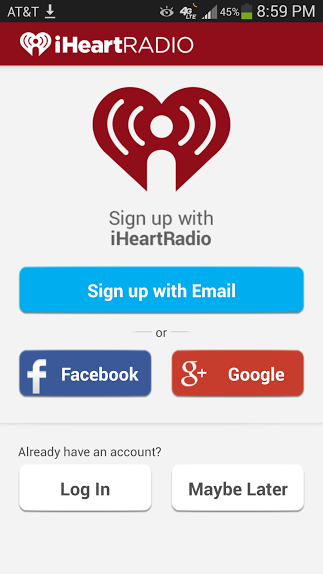 AT&T 4G LTE 45% 8:59 PM
iHeartRADIO
Sign up with
iHeartRadio
Sign up with Email
or
f Facebook g+ Google
Already have an account?
Log In Maybe Later